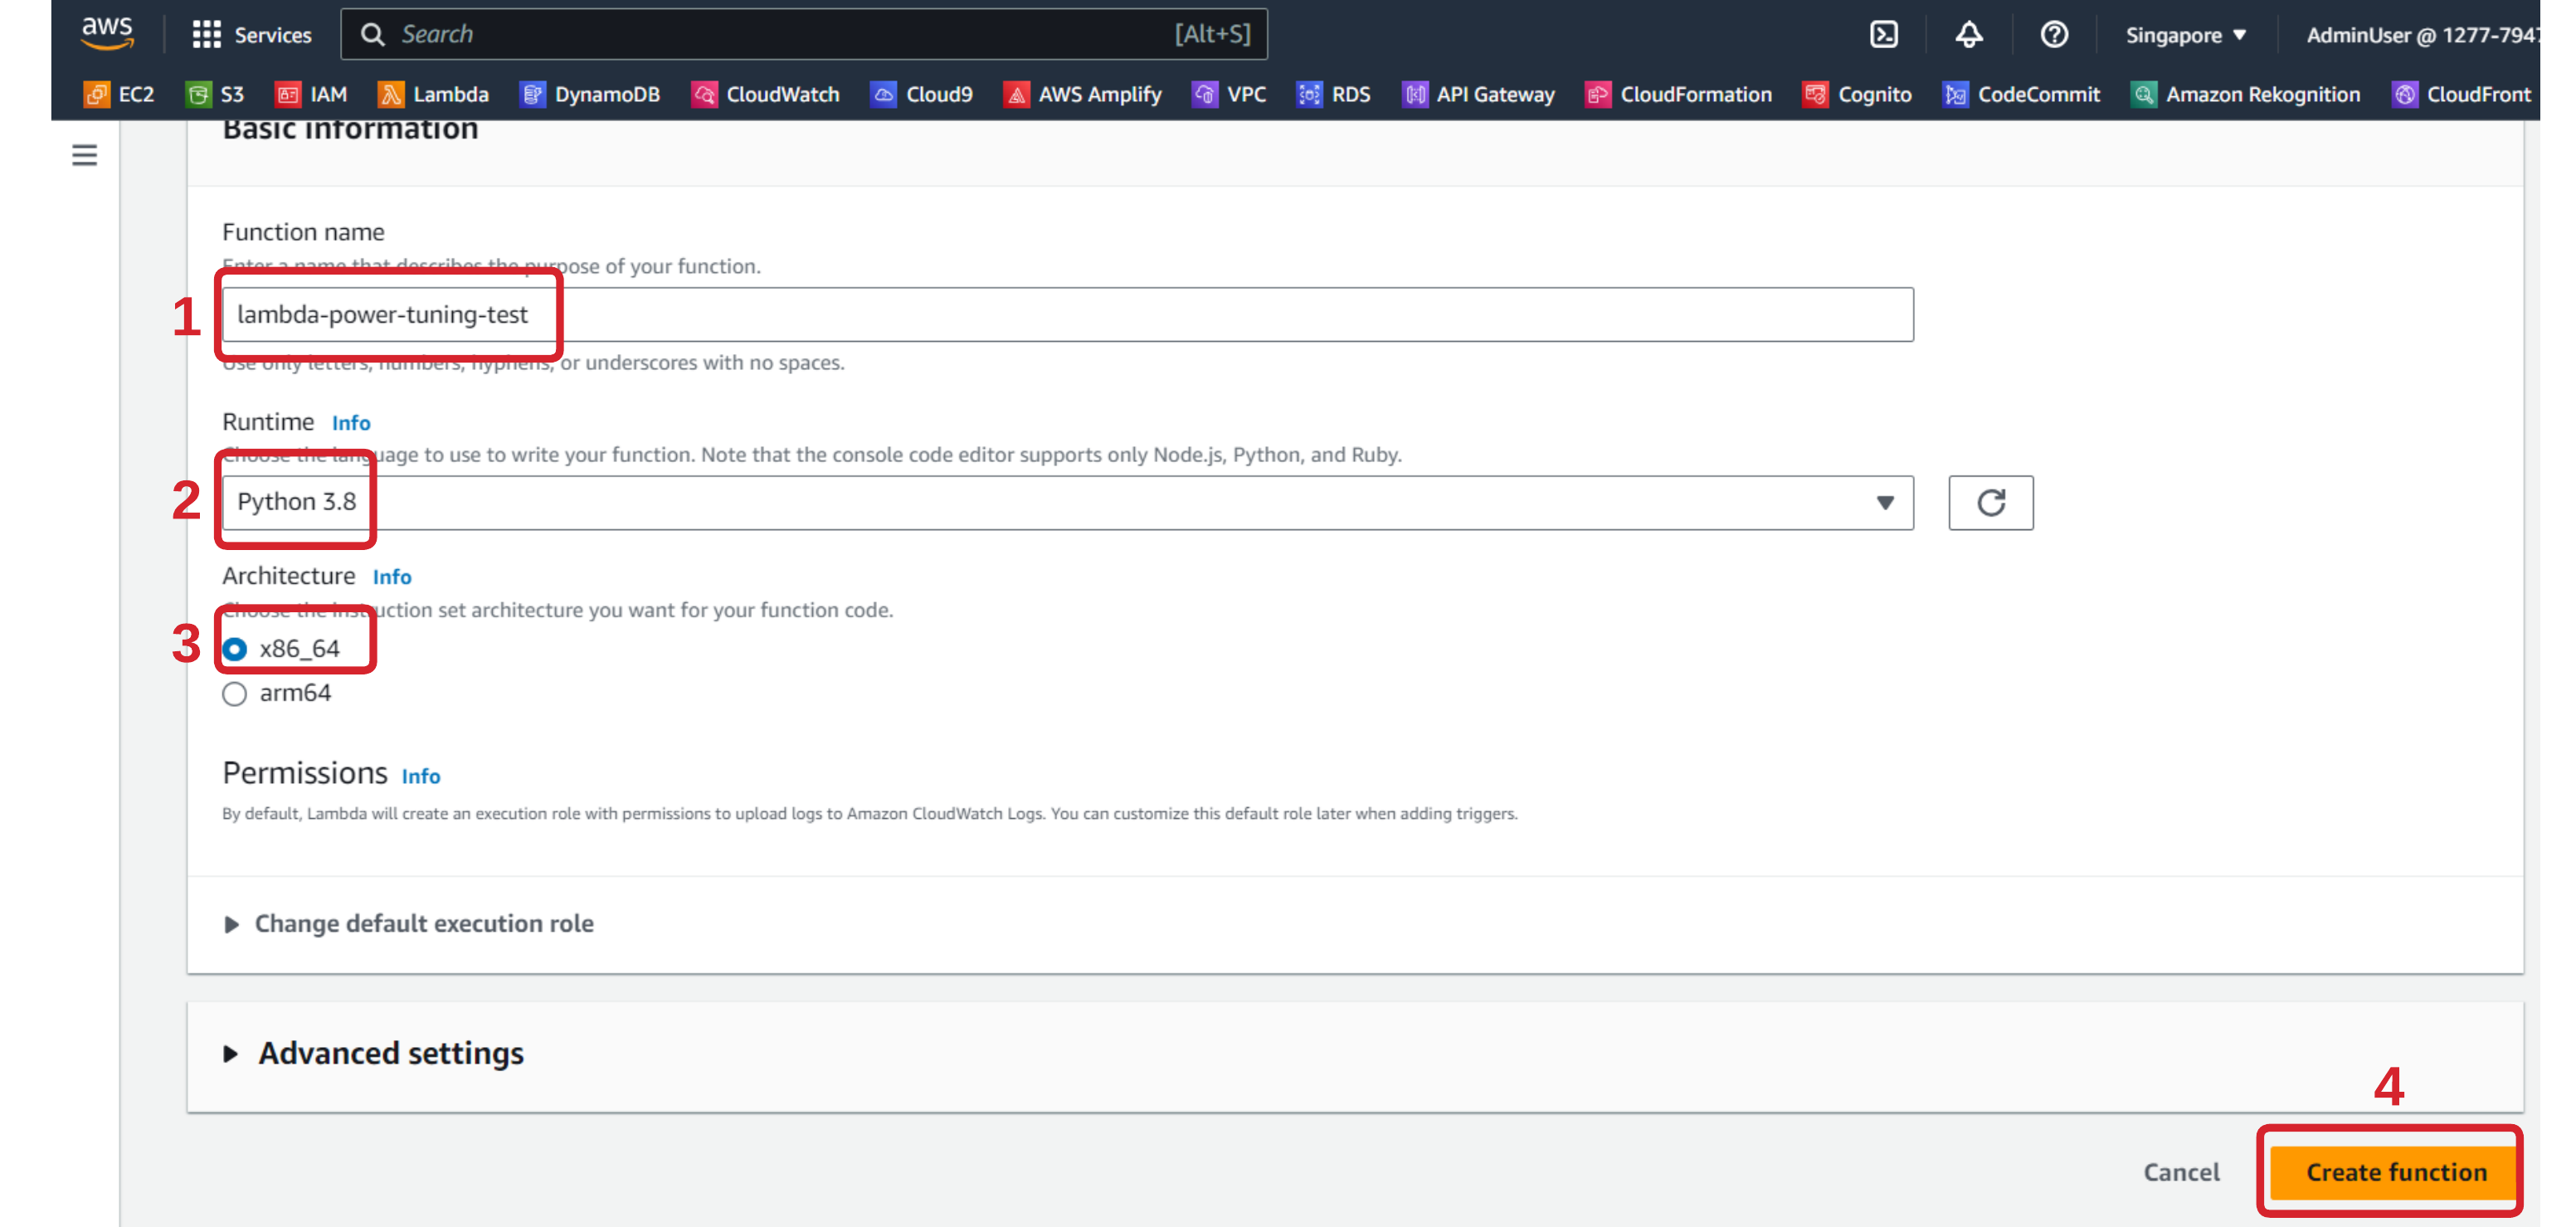 aws Services Search [Alt+S] Singapore AdminUser @ 1277-794
EC2 S3 IAM Lambda DynamoDB CloudWatch Cloud9 AWS Amplify VPC RDS API Gateway CloudFormation Cognito CodeCommit Amazon Rekognition CloudFront
Basic information
Function name
Enter a name that describes the purpose of your function.
1 lambda-power-tuning-test
Use only letters, numbers, hyphens, or underscores with no spaces.
Runtime Info
Choose the language to use to write your function. Note that the console code editor supports only Node.js, Python, and Ruby.
2 Python 3.8
Architecture Info
Choose the instruction set architecture you want for your function code.
3 x86_64
arm64
Permissions Info
By default, Lambda will create an execution role with permissions to upload logs to Amazon CloudWatch Logs. You can customize this default role later when adding triggers.
Change default execution role
Advanced settings
4
Cancel Create function